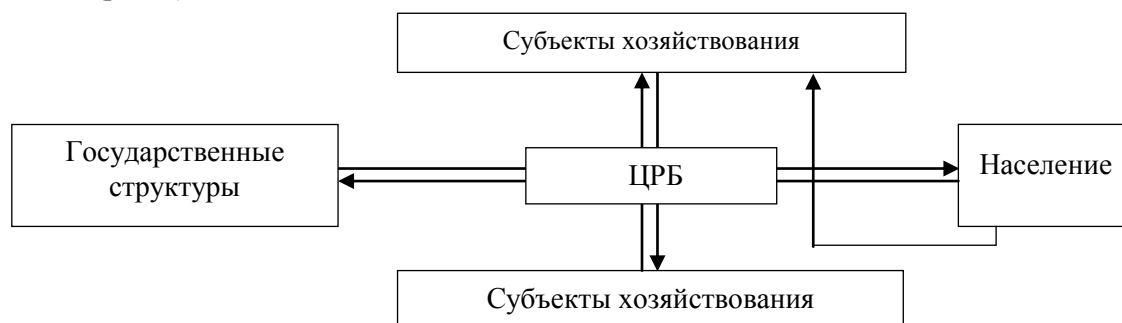 Субъекты хозяйствования
Государственные
структуры
ЦРБ
Население
Субъекты хозяйствования